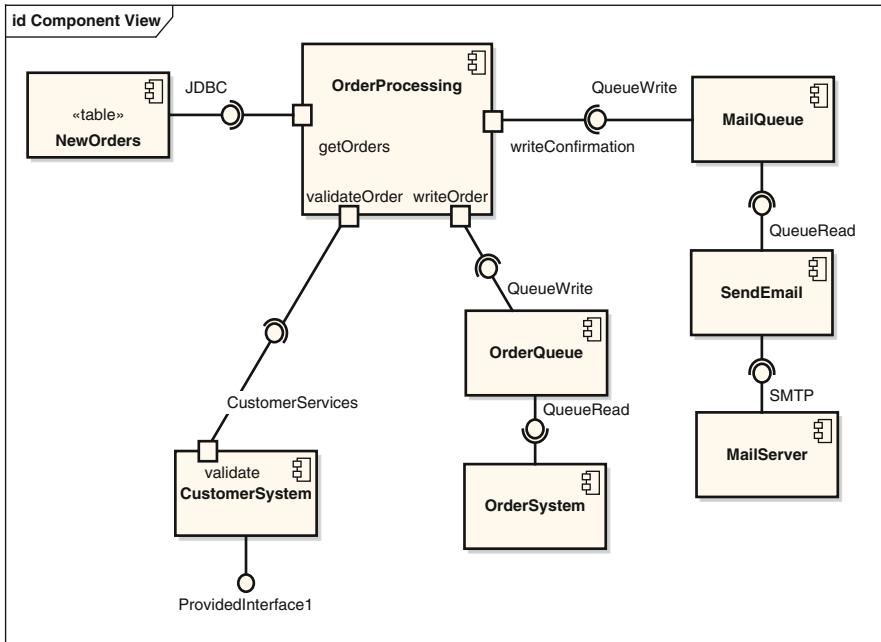 id Component View
JDBC
OrderProcessing
QueueWrite
«table»
NewOrders
MailQueue
getOrders
writeConfirmation
validateOrder writeOrder
QueueRead
QueueWrite
SendEmail
OrderQueue
CustomerServices
QueueRead
SMTP
validate
CustomerSystem
MailServer
OrderSystem
ProvidedInterface1